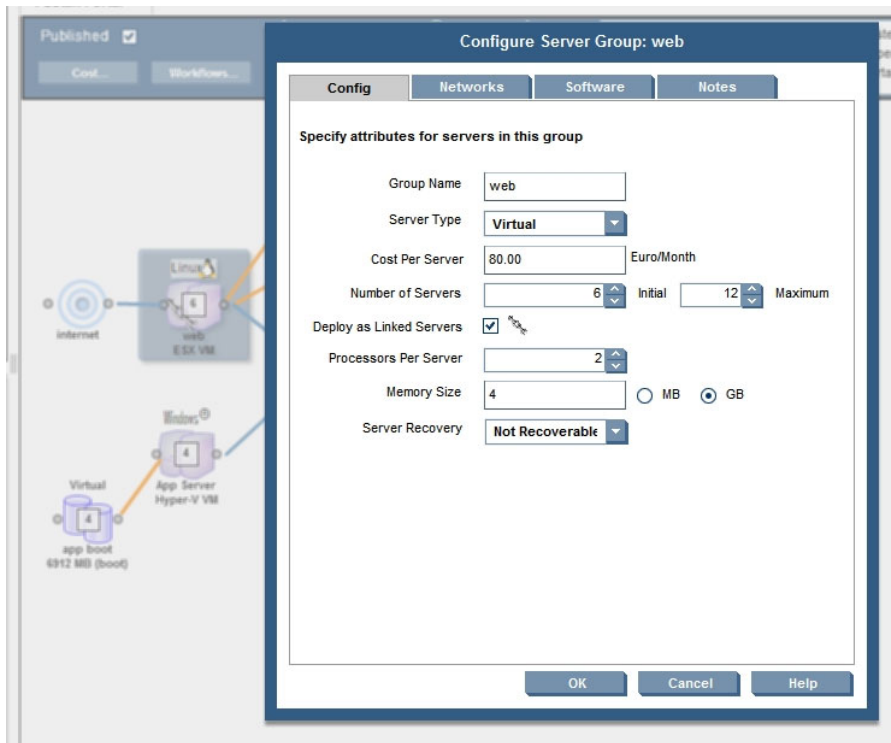 Published
Cost... Workflows...
Configure Server Group: web
Config Networks Software Notes
Specify attributes for servers in this group
Group Name web
Server Type Virtual
Cost Per Server 80.00 Euro/Month
Number of Servers 6 Initial 12 Maximum
Deploy as Linked Servers
Processors Per Server 2
Memory Size 4 MB GB
Server Recovery Not Recoverable
OK Cancel Help
Linux
6
internet
web
ESX VM
Windows
4
App Server
Hyper-V VM
Virtual
4
app boot
6912 MB (boot)